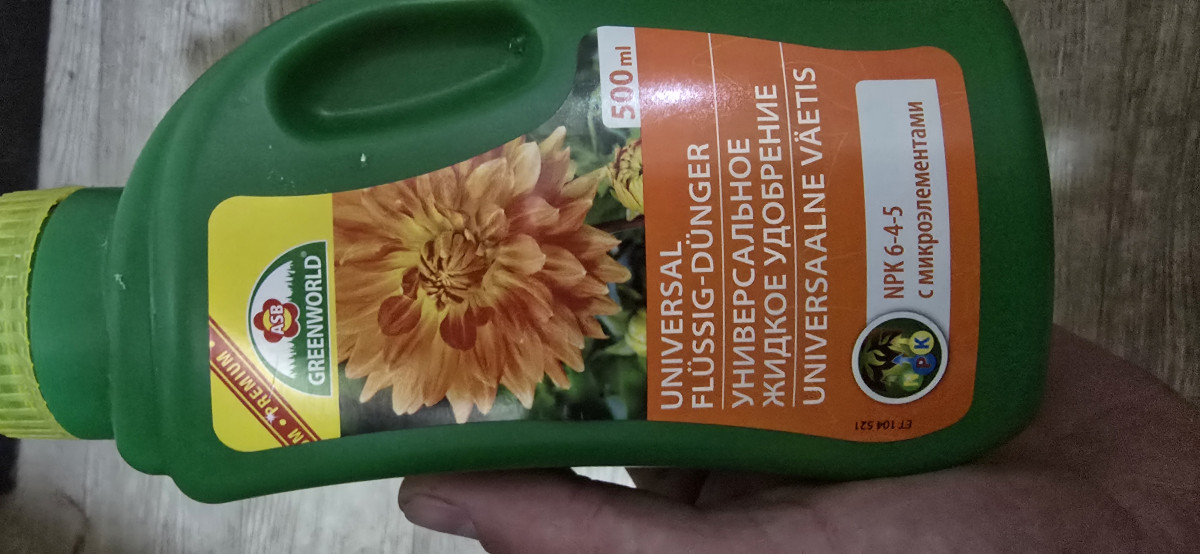 PREMIUM • M
ASB
GREENWORLD®
500 ml
UNIVERSAL
FLÜSSIG-DÜNGER
УНИВЕРСАЛЬНОЕ
ЖИДКОЕ УДОБРЕНИЕ
UNIVERSAALNE VÄETIS
NPK 6-4-5
с микроэлементами
NPK
ET 104 521